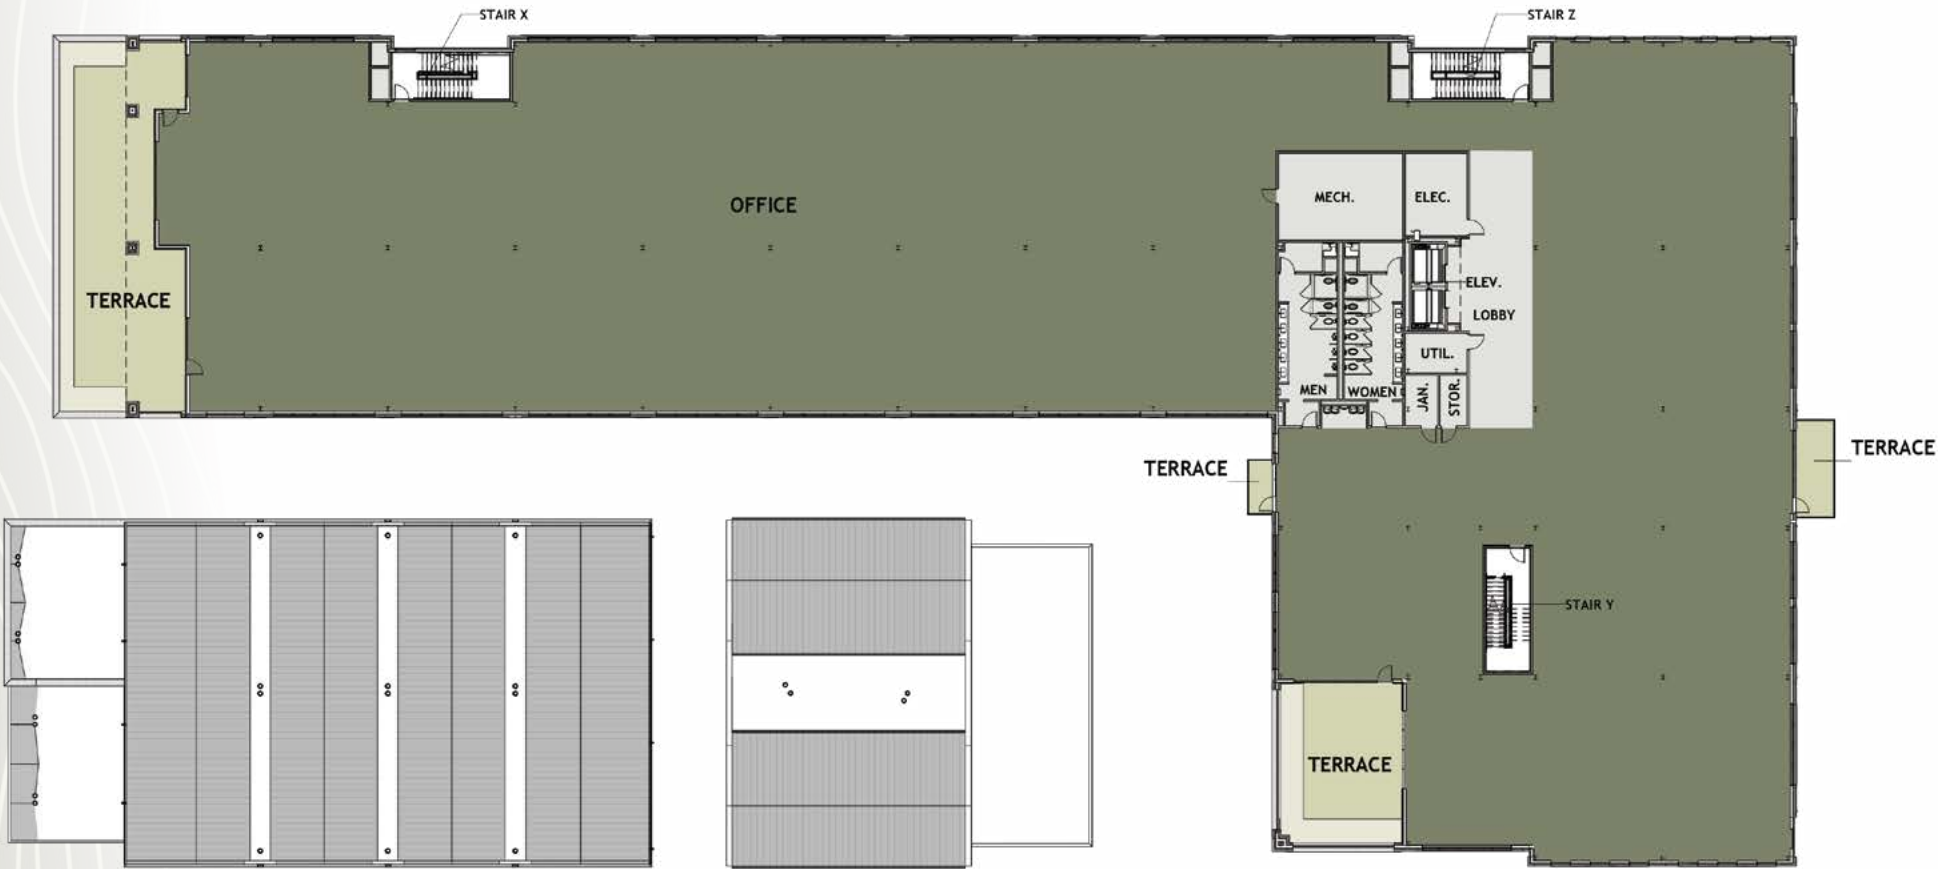 STAIR X
STAIR Z
MECH.
ELEC.
OFFICE
ELEV.
TERRACE
LOBBY
UTIL.
MEN
WOMEN
JAN.
STOR.
TERRACE
TERRACE
STAIR Y
TERRACE